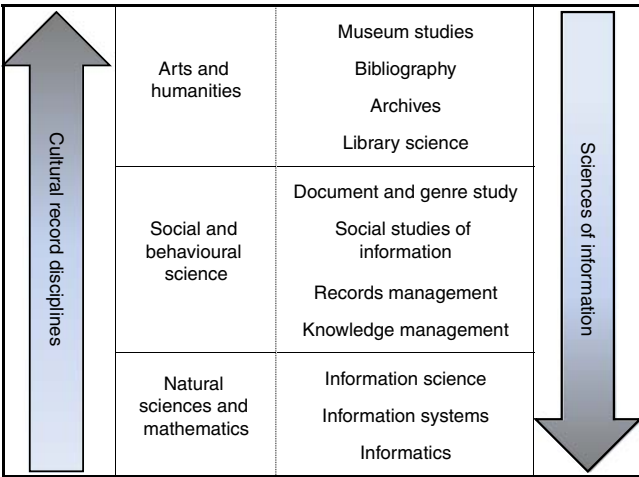 Cultural record disciplines
Arts and
humanities
Museum studies
Bibliography
Archives
Library science
Social and
behavioural
science
Document and genre study
Social studies of
information
Records management
Knowledge management
Natural
sciences and
mathematics
Information science
Information systems
Informatics
Sciences of information